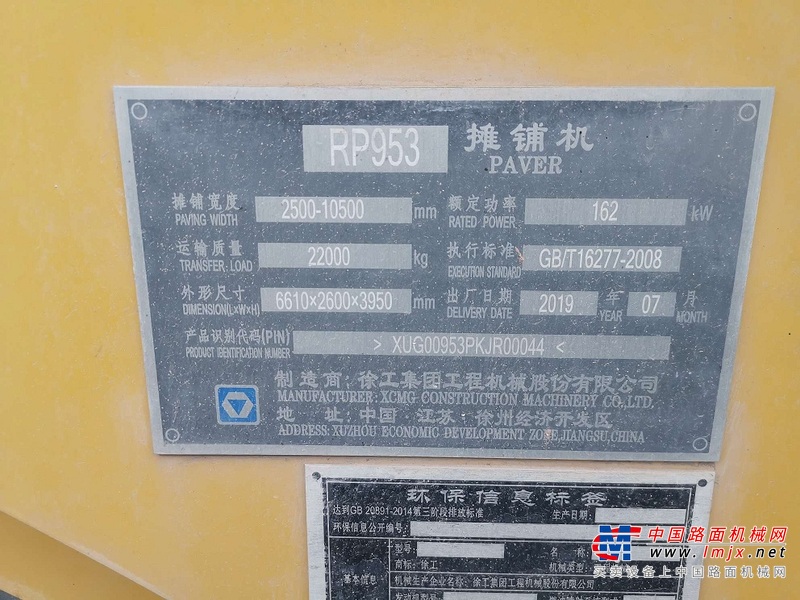 RP953 摊铺机
PAVER
摊铺宽度 2500-10500 mm 额定功率 162 kW
PAVING WIDTH RATED POWER
运输质量 22000 kg 执行标准 GB/T16277-2008
TRANSFER: LOAD EXECUTION STANDARD
外形尺寸 6610×2600×3950 mm 出厂日期 2019 年 07 月
DIMENSION(L×W×H) DELIVERY DATE YEAR MONTH
产品识别代码(PIN) > XUG00953PKJR00044 <
PRODUCT IDENTIFICATION NUMBER
制造商:徐工集团工程机械股份有限公司
MANUFACTURER: XCMG CONSTRUCTION MACHINERY CO.,LTD.
地 址:中国·江苏·徐州经济开发区
ADDRESS: XUZHOU ECONOMIC DEVELOPMENT ZONE,JIANGSU,CHINA
环保信息标签
达到GB 20891-2014第三阶段排放标准 生产日期:
环保信息公开编号:
型号: 名称:
商标:徐工 机械类型:
基本信息 机械生产企业名称:徐工集团工程机械股份有限公司
发动机型号
中国路面机械网
www.lmjx.net
买卖设备上中国路面机械网